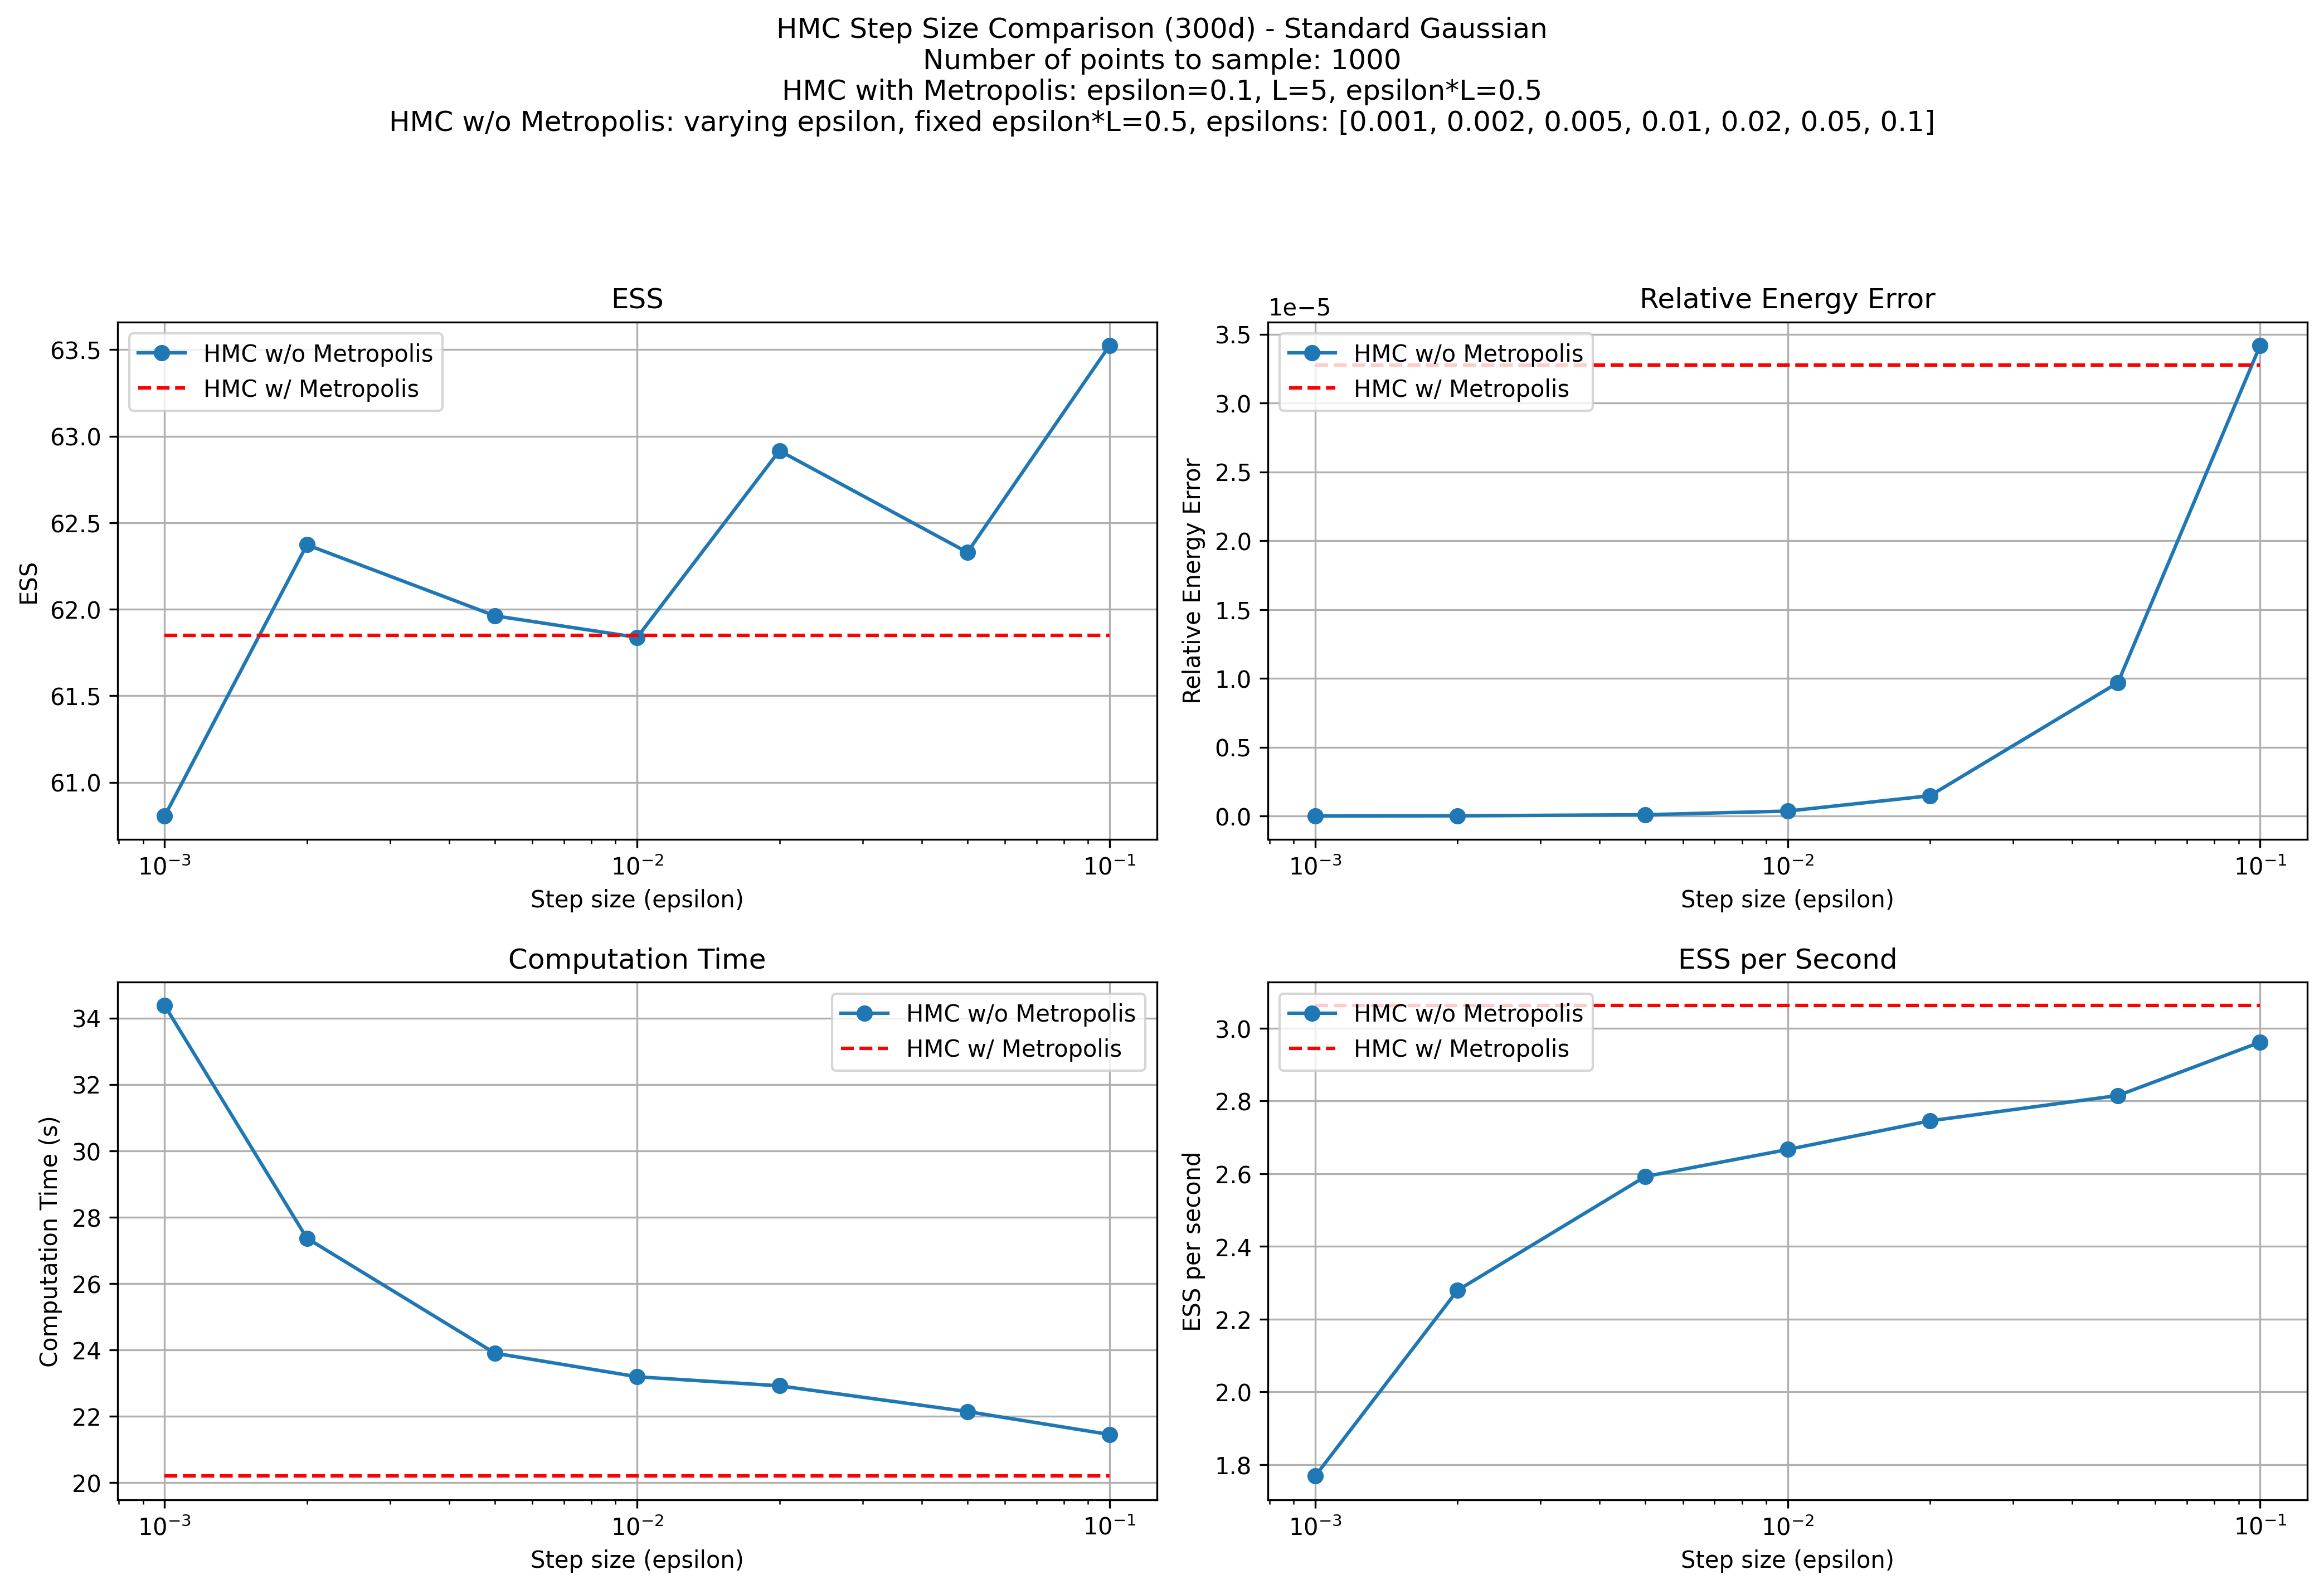 HMC Step Size Comparison (300d) - Standard Gaussian
Number of points to sample: 1000
HMC with Metropolis: epsilon=0.1, L=5, epsilon*L=0.5
HMC w/o Metropolis: varying epsilon, fixed epsilon*L=0.5, epsilons: [0.001, 0.002, 0.005, 0.01, 0.02, 0.05, 0.1]
ESS
HMC w/o Metropolis
HMC w/ Metropolis
63.5
63.0
62.5
62.0
61.5
61.0
ESS
10⁻³ 10⁻² 10⁻¹
Step size (epsilon)
Relative Energy Error
1e−5
HMC w/o Metropolis
HMC w/ Metropolis
3.5
3.0
2.5
2.0
1.5
1.0
0.5
0.0
Relative Energy Error
10⁻³ 10⁻² 10⁻¹
Step size (epsilon)
Computation Time
HMC w/o Metropolis
HMC w/ Metropolis
34
32
30
28
26
24
22
20
Computation Time (s)
10⁻³ 10⁻² 10⁻¹
Step size (epsilon)
ESS per Second
HMC w/o Metropolis
HMC w/ Metropolis
3.0
2.8
2.6
2.4
2.2
2.0
1.8
ESS per second
10⁻³ 10⁻² 10⁻¹
Step size (epsilon)